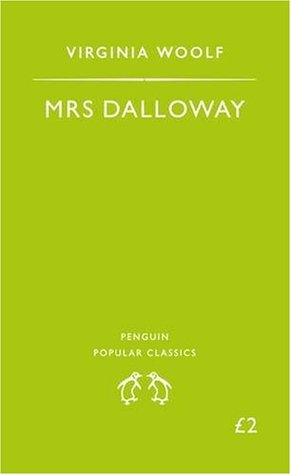 VIRGINIA WOOLF
MRS DALLOWAY
PENGUIN
POPULAR CLASSICS
£2